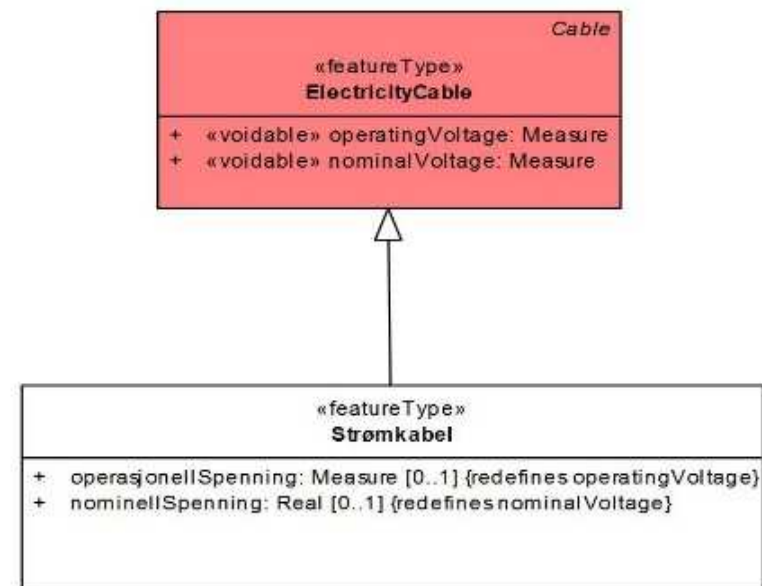 Cable
«featureType»
ElectricityCable
+ «voidable» operatingVoltage: Measure
+ «voidable» nominalVoltage: Measure
«featureType»
Strømkabel
+ operasjonellSpenning: Measure [0..1] {redefines operatingVoltage}
+ nominellSpenning: Real [0..1] {redefines nominalVoltage}